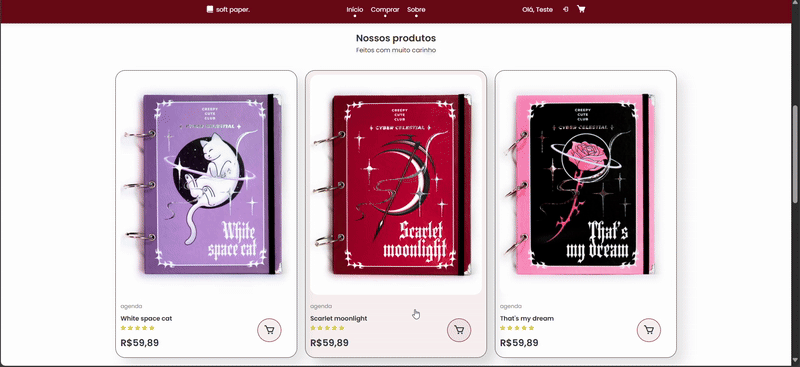 soft paper.
Início Comprar Sobre
Olá, Teste
Nossos produtos
Feitos com muito carinho
CREEPY
CUTE
CLUB
White
space cat
CREEPY
CUTE
CLUB
CYBER CELESTIAL
Scarlet
moonlight
CREEPY
CUTE
CLUB
CYBER CELESTIAL
That's
my dream
agenda
White space cat
R$59,89
agenda
Scarlet moonlight
R$59,89
agenda
That's my dream
R$59,89